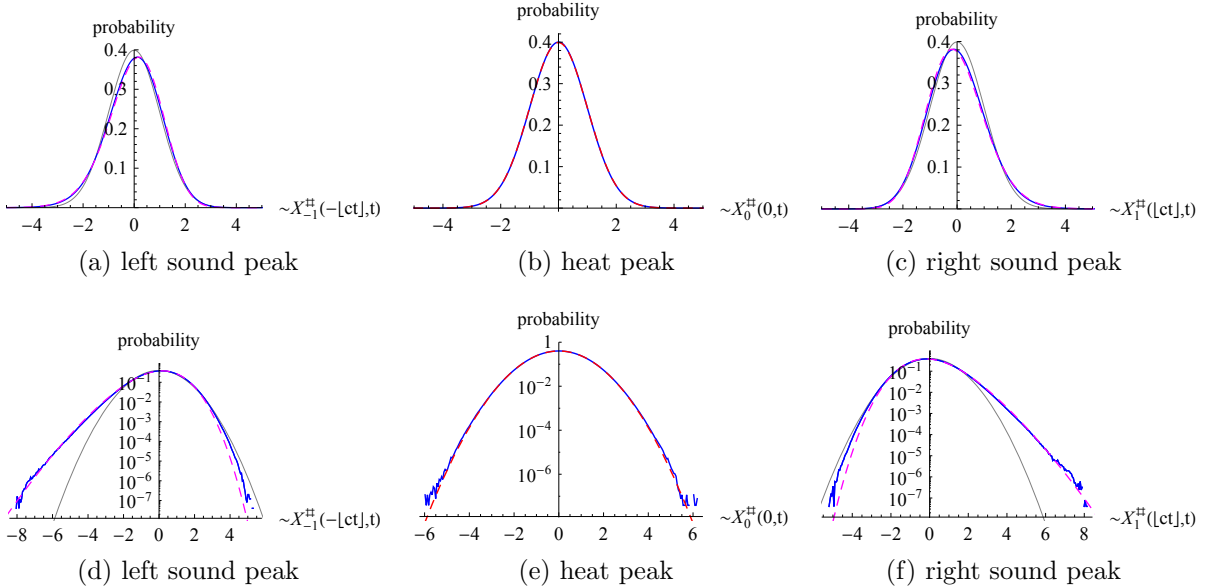 probability
0.4
0.3
0.2
0.1
−4 −2 0 2 4
~X₋₁^♯(−⌊ct⌋,t)
(a) left sound peak
probability
0.4
0.3
0.2
0.1
−4 −2 0 2 4
~X₀^♯(0,t)
(b) heat peak
probability
0.4
0.3
0.2
0.1
−4 −2 0 2 4
~X₁^♯(⌊ct⌋,t)
(c) right sound peak
probability
10⁻¹
10⁻²
10⁻³
10⁻⁴
10⁻⁵
10⁻⁶
10⁻⁷
−8 −6 −4 −2 0 2 4
~X₋₁^♯(−⌊ct⌋,t)
(d) left sound peak
probability
1
10⁻²
10⁻⁴
10⁻⁶
−6 −4 −2 0 2 4 6
~X₀^♯(0,t)
(e) heat peak
probability
10⁻¹
10⁻²
10⁻³
10⁻⁴
10⁻⁵
10⁻⁶
10⁻⁷
−4 −2 0 2 4 6 8
~X₁^♯(⌊ct⌋,t)
(f) right sound peak